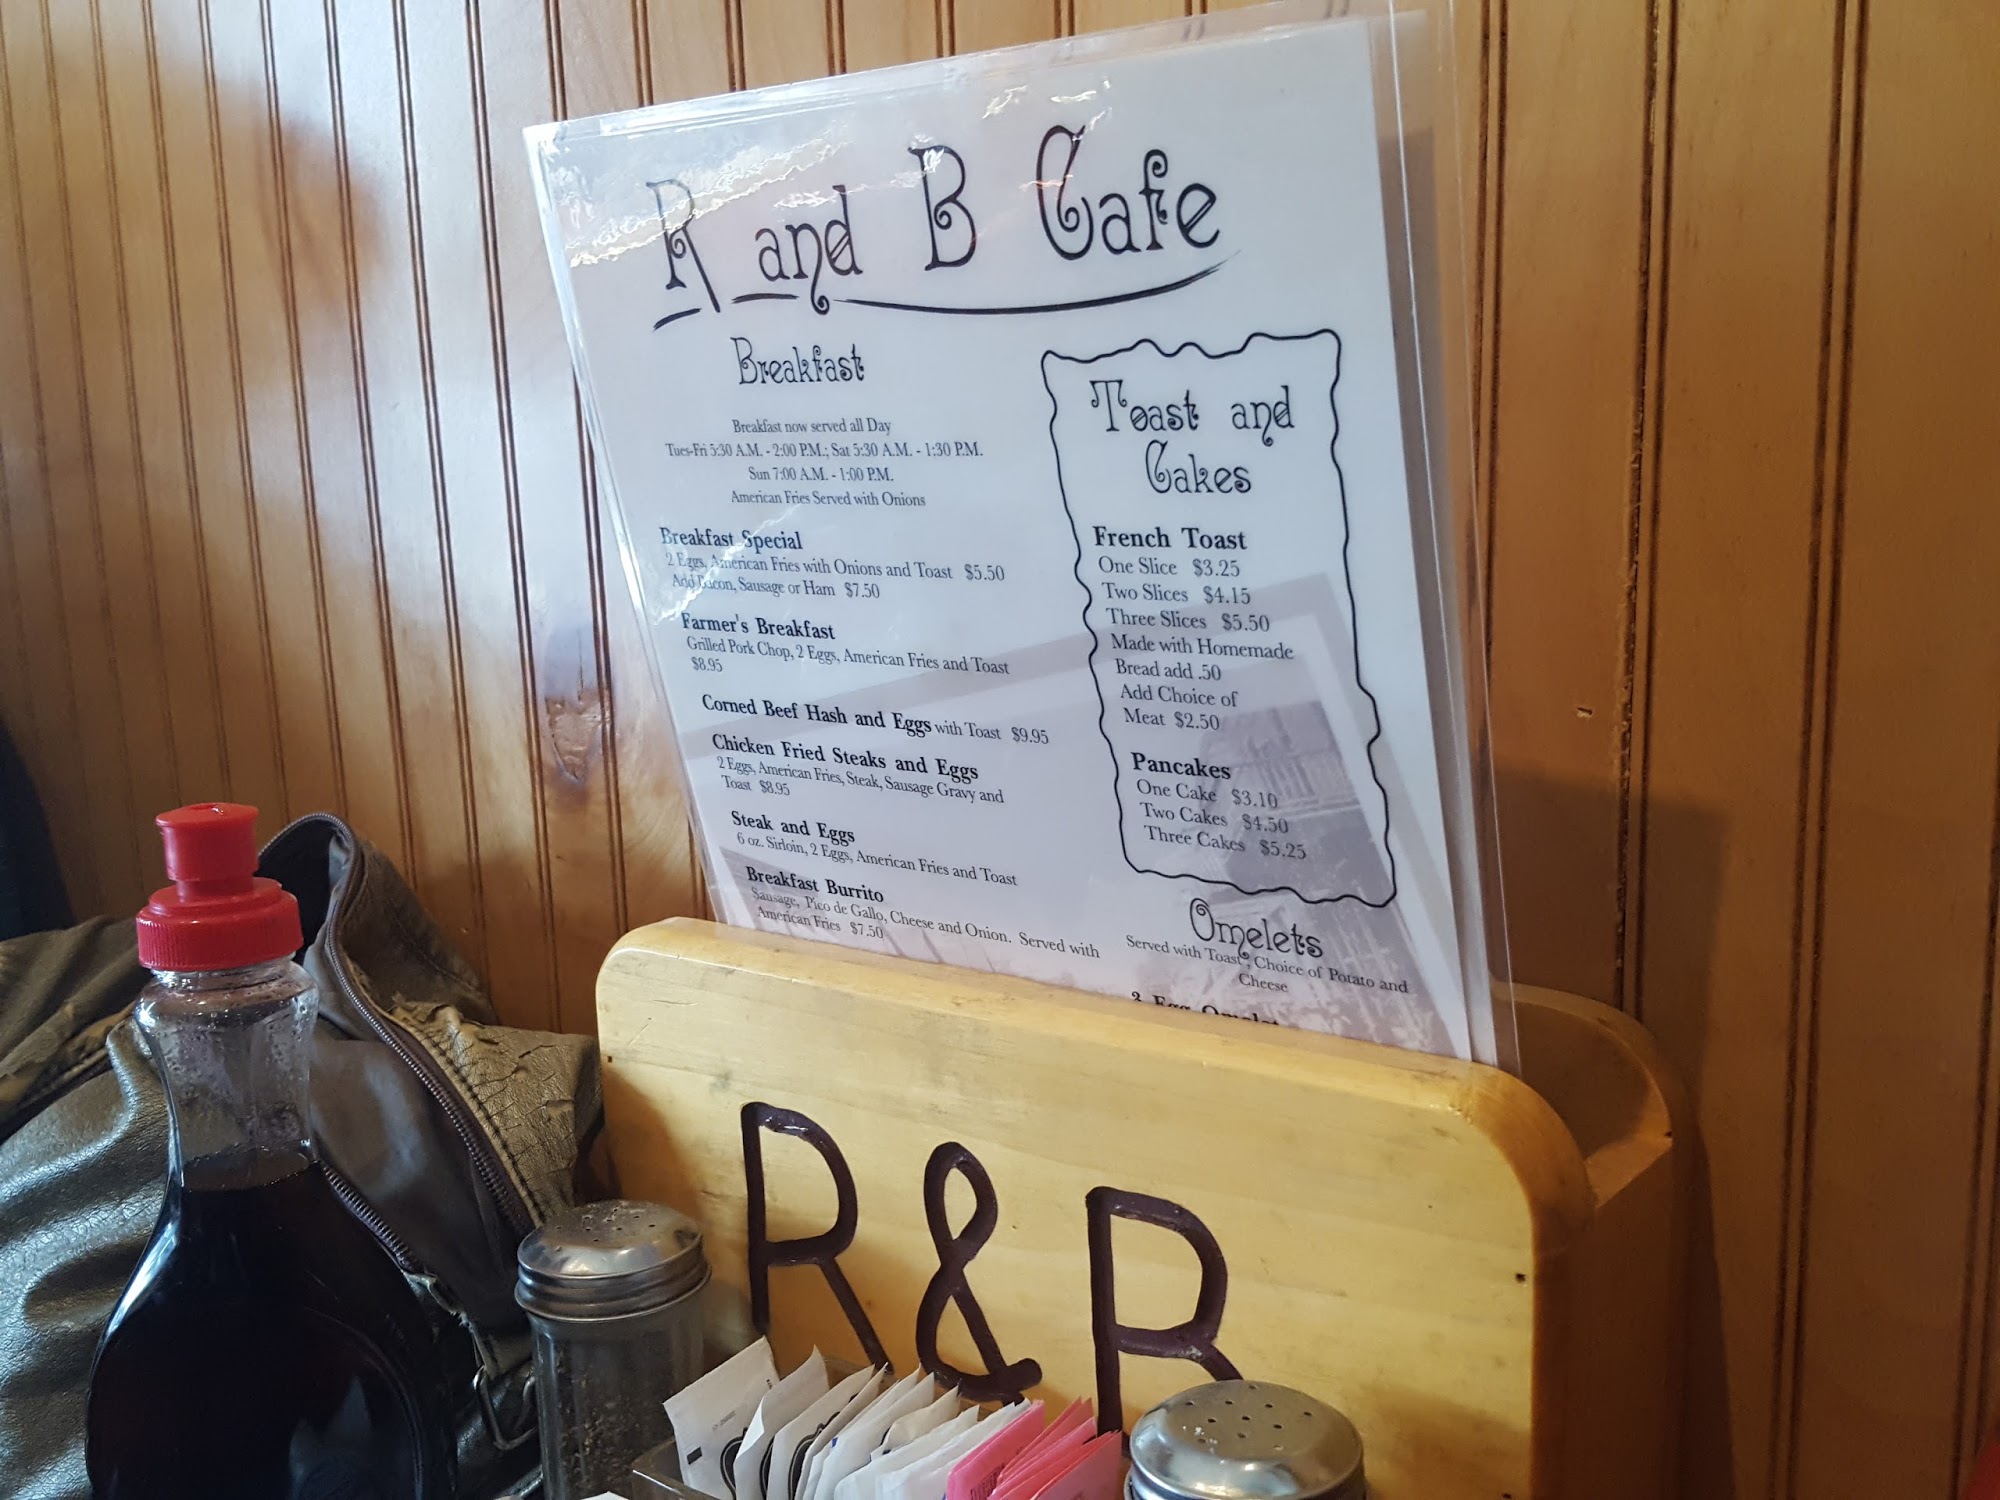 R and B Cafe
Breakfast
Breakfast now served all Day
Tues-Fri 5:30 A.M. - 2:00 P.M.; Sat 5:30 A.M. - 1:30 P.M.
Sun 7:00 A.M. - 1:00 P.M.
American Fries Served with Onions
Breakfast Special
2 Eggs, American Fries with Onions and Toast $5.50
Add Bacon, Sausage or Ham $7.50
Farmer's Breakfast
Grilled Pork Chop, 2 Eggs, American Fries and Toast
$8.95
Corned Beef Hash and Eggs with Toast $9.95
Chicken Fried Steaks and Eggs
2 Eggs, American Fries, Steak, Sausage Gravy and
Toast $8.95
Steak and Eggs
6 oz. Sirloin, 2 Eggs, American Fries and Toast
Breakfast Burrito
Sausage, Pico de Gallo, Cheese and Onion. Served with
American Fries $7.50
Toast and
Cakes
French Toast
One Slice $3.25
Two Slices $4.15
Three Slices $5.50
Made with Homemade
Bread add .50
Add Choice of
Meat $2.50
Pancakes
One Cake $3.10
Two Cakes $4.50
Three Cakes $5.25
Omelets
Served with Toast, Choice of Potato and
Cheese
Egg Omelet
R&B